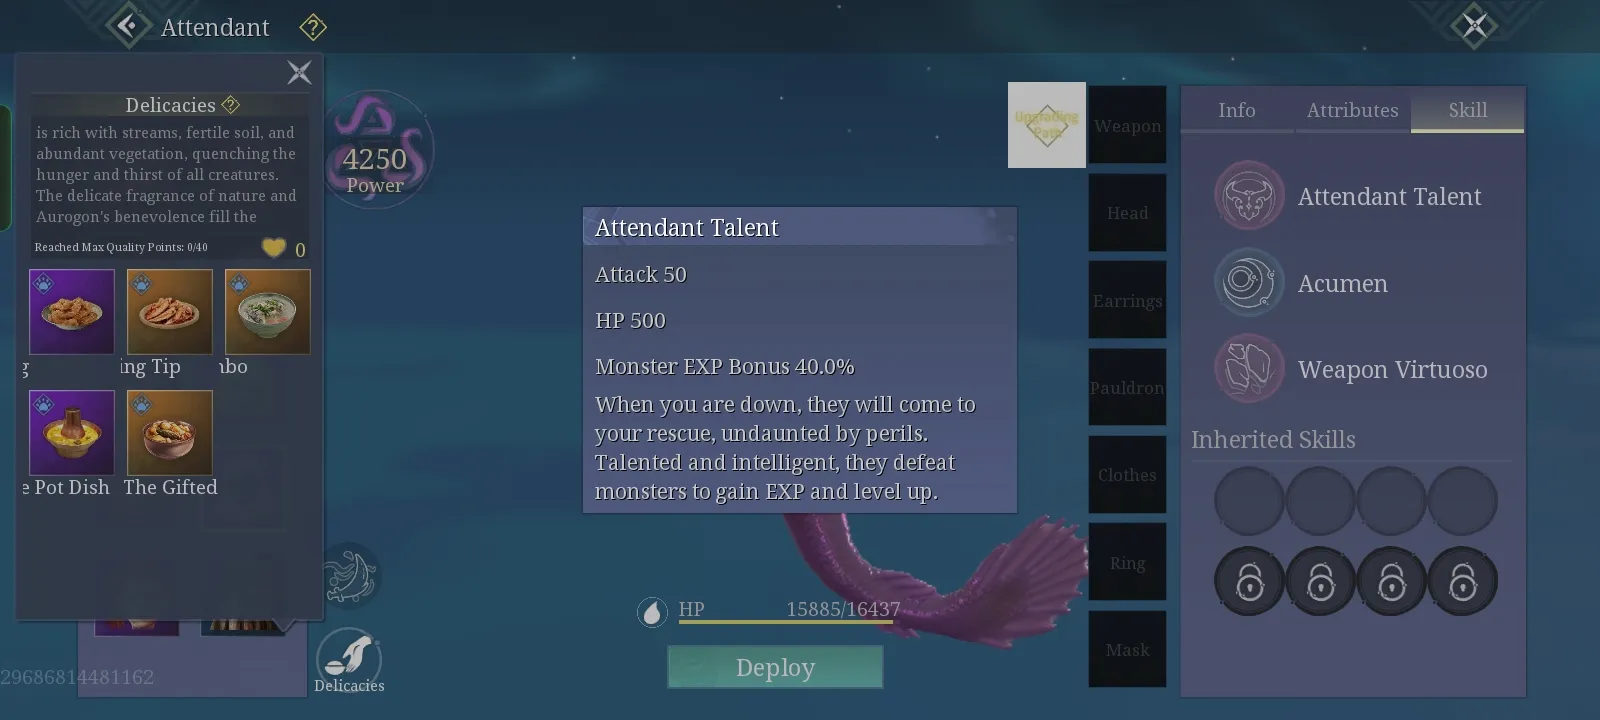 Attendant
Delicacies
is rich with streams, fertile soil, and
abundant vegetation, quenching the
hunger and thirst of all creatures.
The delicate fragrance of nature and
Aurogon's benevolence fill the
Reached Max Quality Points: 0/40
0
g
ing Tip
nbo
e Pot Dish
The Gifted
29686814481162
Delicacies
4250
Power
Attendant Talent
Attack 50
HP 500
Monster EXP Bonus 40.0%
When you are down, they will come to
your rescue, undaunted by perils.
Talented and intelligent, they defeat
monsters to gain EXP and level up.
HP 15885/16437
Deploy
Upgrading
Path
Weapon
Head
Earrings
Pauldron
Clothes
Ring
Mask
Info
Attributes
Skill
Attendant Talent
Acumen
Weapon Virtuoso
Inherited Skills